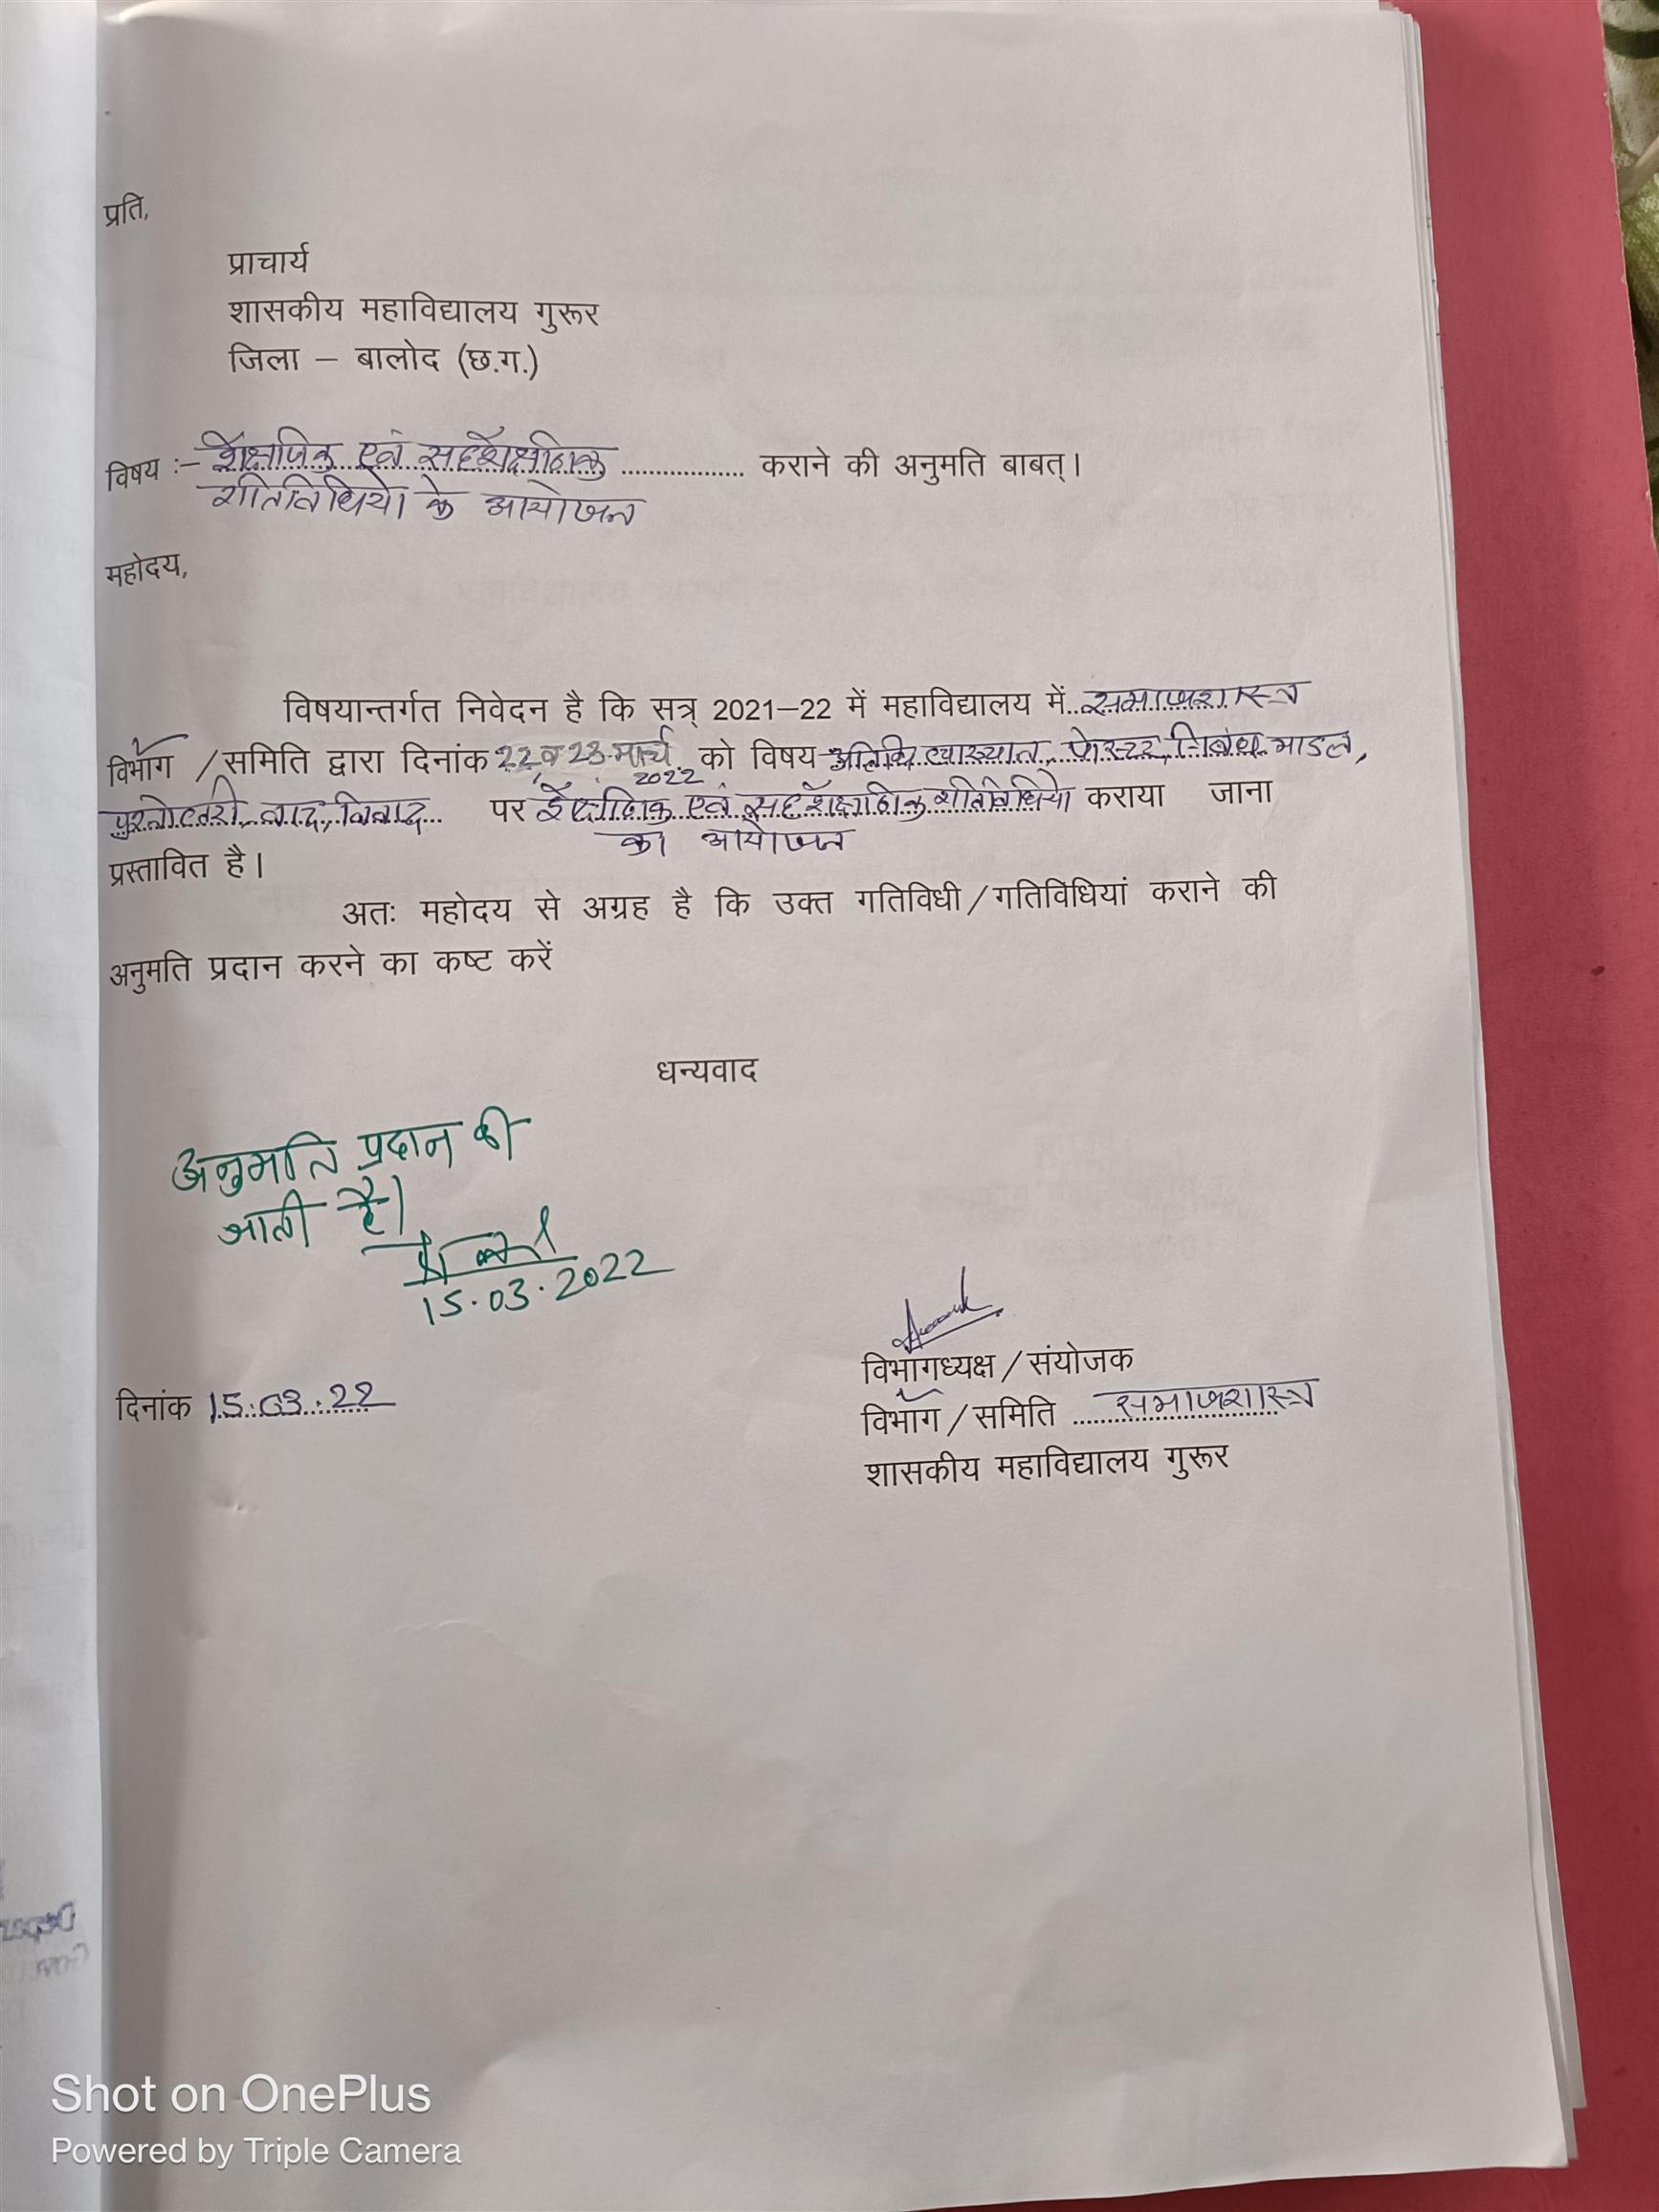 प्रति,
प्राचार्य
शासकीय महाविद्यालय गुरूर
जिला – बालोद (छ.ग.)
विषय :– शैक्षणिक एवं सहशैक्षणिक ................ कराने की अनुमति बाबत्।
गतिविधियो के आयोजन
महोदय,
विषयान्तर्गत निवेदन है कि सत्र् 2021–22 में महाविद्यालय में समाजशास्त्र
विभाग /समिति द्वारा दिनांक 22 व 23 मार्च को विषय अतिथि व्याख्यान, पोस्टर, निबंध, माडल,
2022
प्रश्नोत्तरी, वाद, विवाद पर शैक्षणिक एवं सहशैक्षणिक गतिविधियो कराया जाना
का आयोजन
प्रस्तावित है।
अतः महोदय से अग्रह है कि उक्त गतिविधी/गतिविधियां कराने की
अनुमति प्रदान करने का कष्ट करें
धन्यवाद
अनुमति प्रदान की
जाती है।
15.03.2022
विभागध्यक्ष/संयोजक
दिनांक 15.03.22
विभाग/समिति समाजशास्त्र
शासकीय महाविद्यालय गुरूर
Shot on OnePlus
Powered by Triple Camera